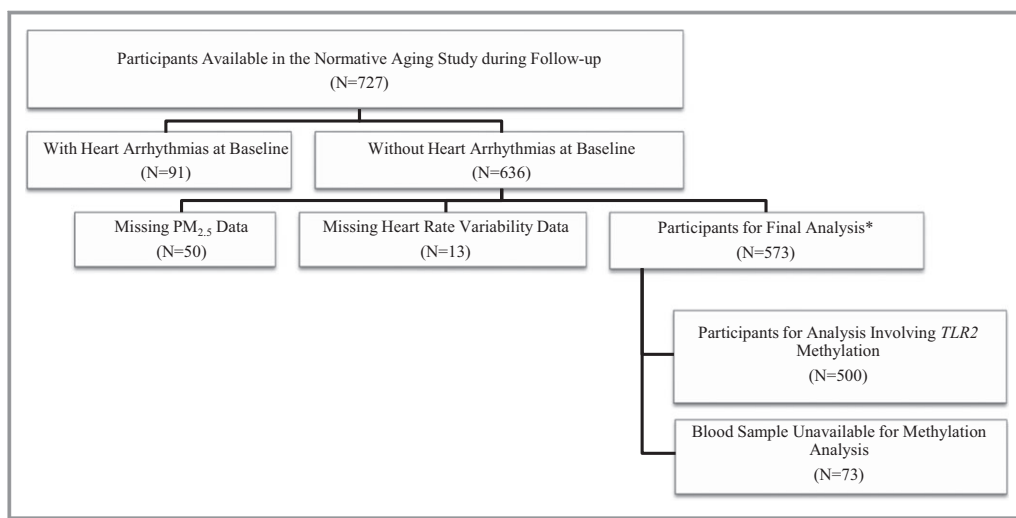 Participants Available in the Normative Aging Study during Follow-up
(N=727)
With Heart Arrhythmias at Baseline
(N=91)
Without Heart Arrhythmias at Baseline
(N=636)
Missing PM2.5 Data
(N=50)
Missing Heart Rate Variability Data
(N=13)
Participants for Final Analysis*
(N=573)
Participants for Analysis Involving TLR2
Methylation
(N=500)
Blood Sample Unavailable for Methylation
Analysis
(N=73)